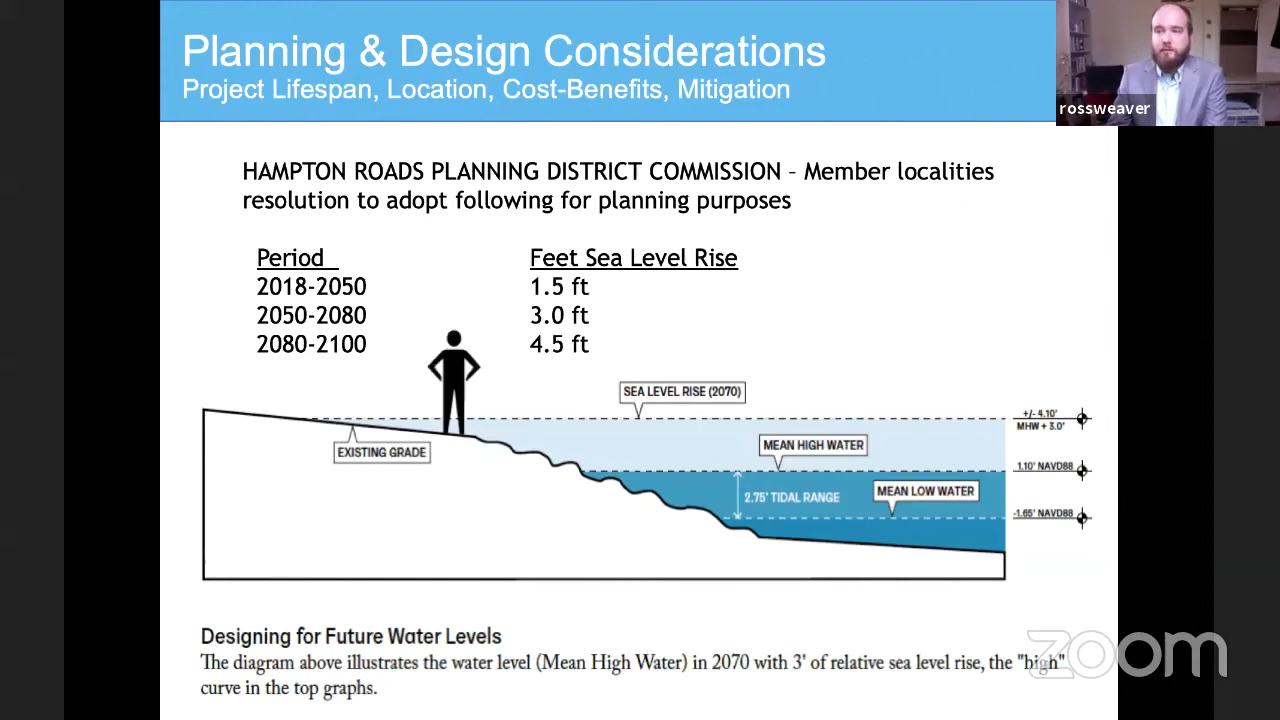 Planning & Design Considerations
Project Lifespan, Location, Cost-Benefits, Mitigation
rossweaver
HAMPTON ROADS PLANNING DISTRICT COMMISSION – Member localities
resolution to adopt following for planning purposes
Period Feet Sea Level Rise
2018-2050 1.5 ft
2050-2080 3.0 ft
2080-2100 4.5 ft
SEA LEVEL RISE (2070)
+/- 4.10'
MHW + 3.0'
EXISTING GRADE
MEAN HIGH WATER
1.10' NAVD88
2.75' TIDAL RANGE
MEAN LOW WATER
-1.65' NAVD88
Designing for Future Water Levels
The diagram above illustrates the water level (Mean High Water) in 2070 with 3' of relative sea level rise, the "high"
curve in the top graphs.
zoom